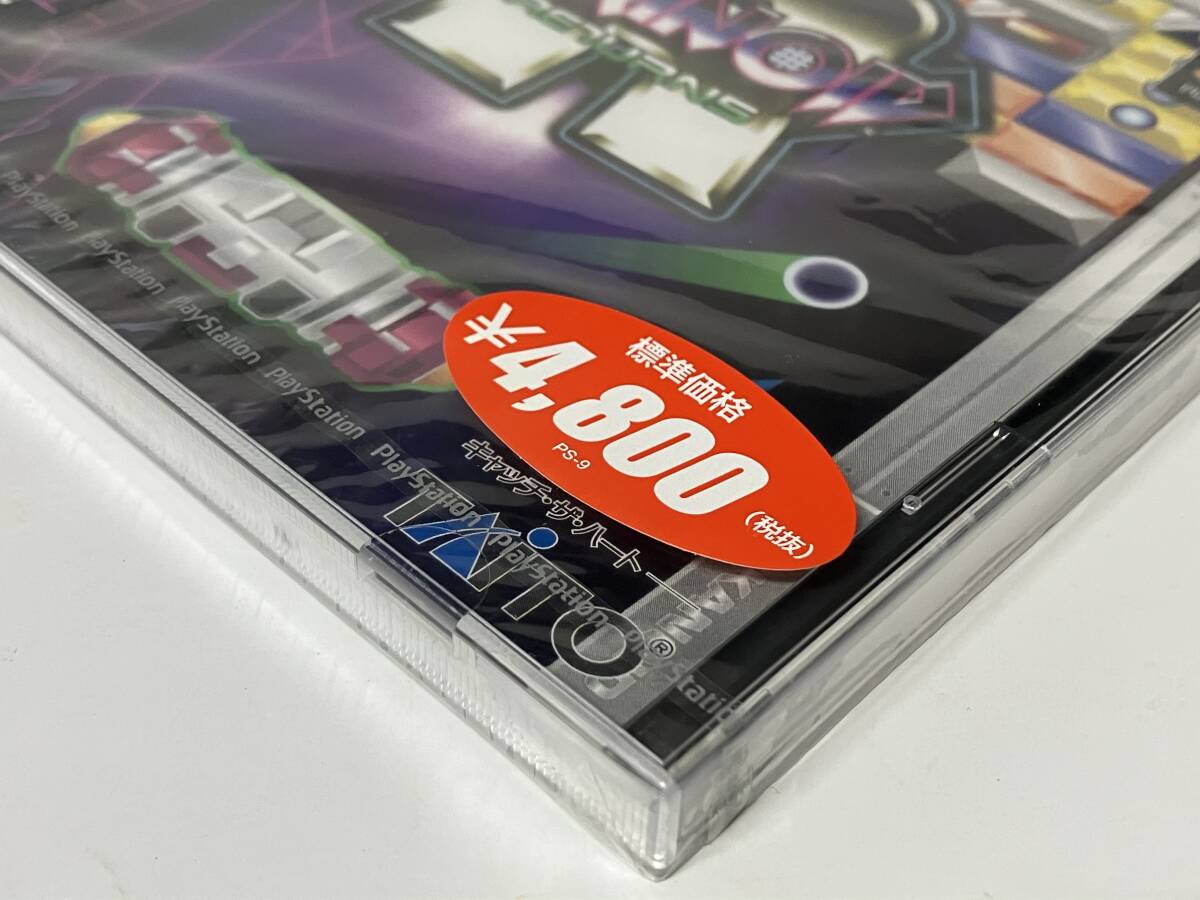 RETURNS
標準価格
¥4,800
(税抜)
PS-9
キャッチ・ザ・ハート
TAITO®
PlayStation PlayStation PlayStation PlayStation PlayStation PlayStation PlayStation